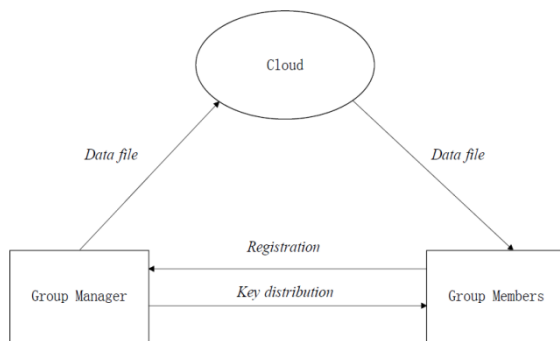 Cloud
Data file
Data file
Registration
Group Manager
Key distribution
Group Members